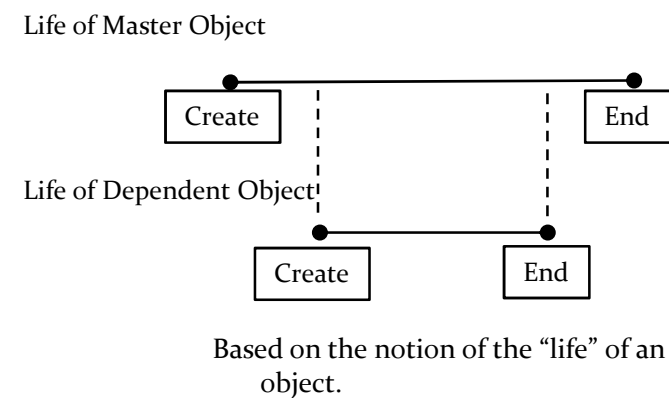 Life of Master Object
Create
End
Life of Dependent Object
Create
End
Based on the notion of the “life” of an
object.